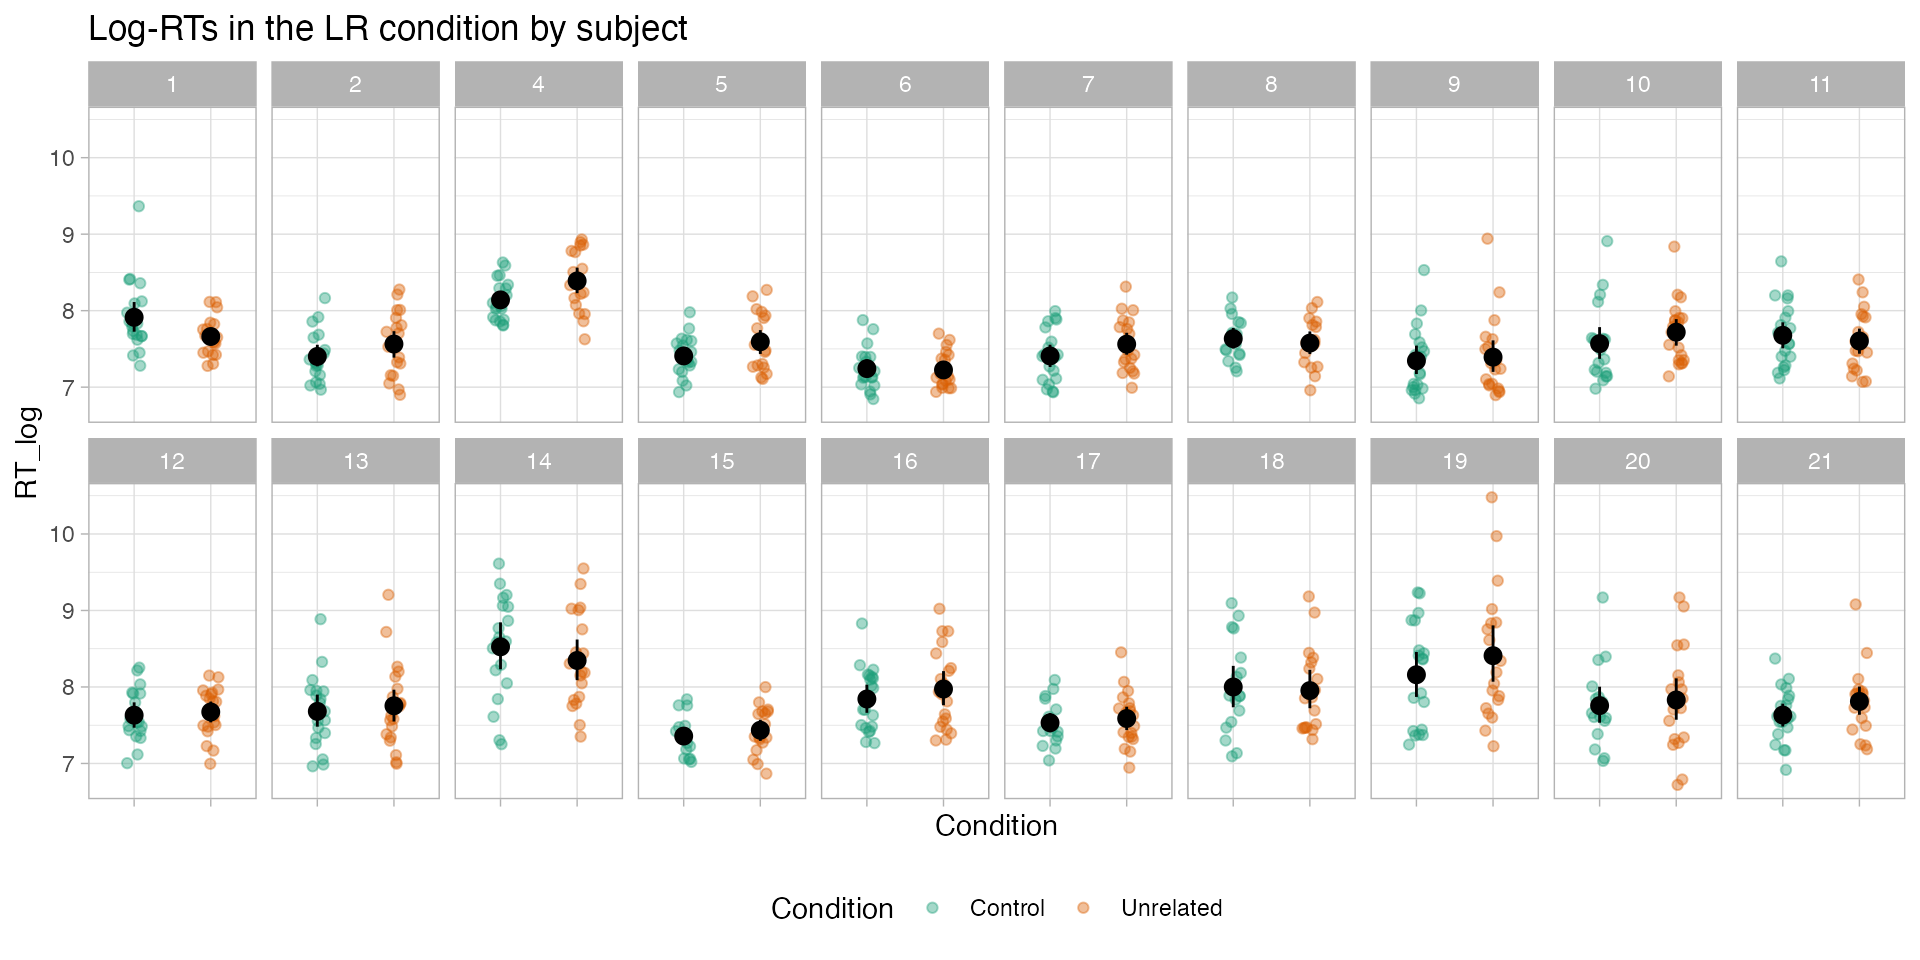 Log-RTs in the LR condition by subject
1 2 4 5 6 7 8 9 10 11
10
9
8
7
RT_log
12 13 14 15 16 17 18 19 20 21
10
9
8
7
Condition
Condition Control Unrelated